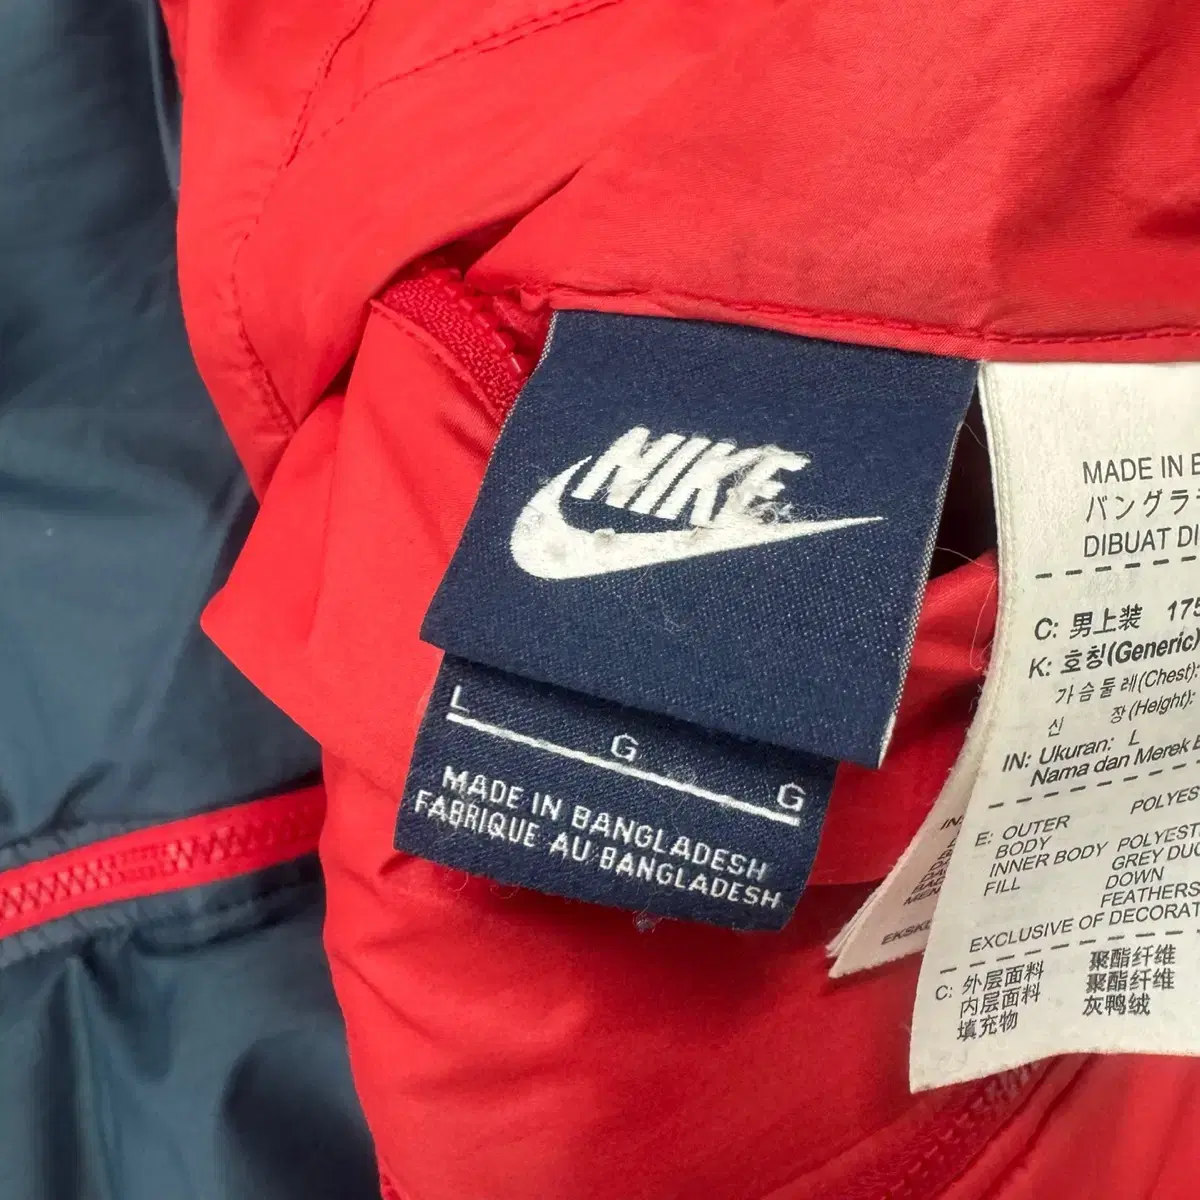 NIKE
L
G
G
MADE IN BANGLADESH
FABRIQUE AU BANGLADESH
MADE IN
バングラ
DIBUAT DI
C: 男上装 175
K: 호칭(Generic)
가슴둘레(Chest):
신 장(Height):
IN: Ukuran: L
Nama dan Merek
POLYES
E: OUTER
BODY POLYEST
INNER BODY GREY DUC
FILL DOWN
FEATHERS
EXCLUSIVE OF DECORAT
C: 外层面料 聚酯纤维
内层面料 聚酯纤维
填充物 灰鸭绒